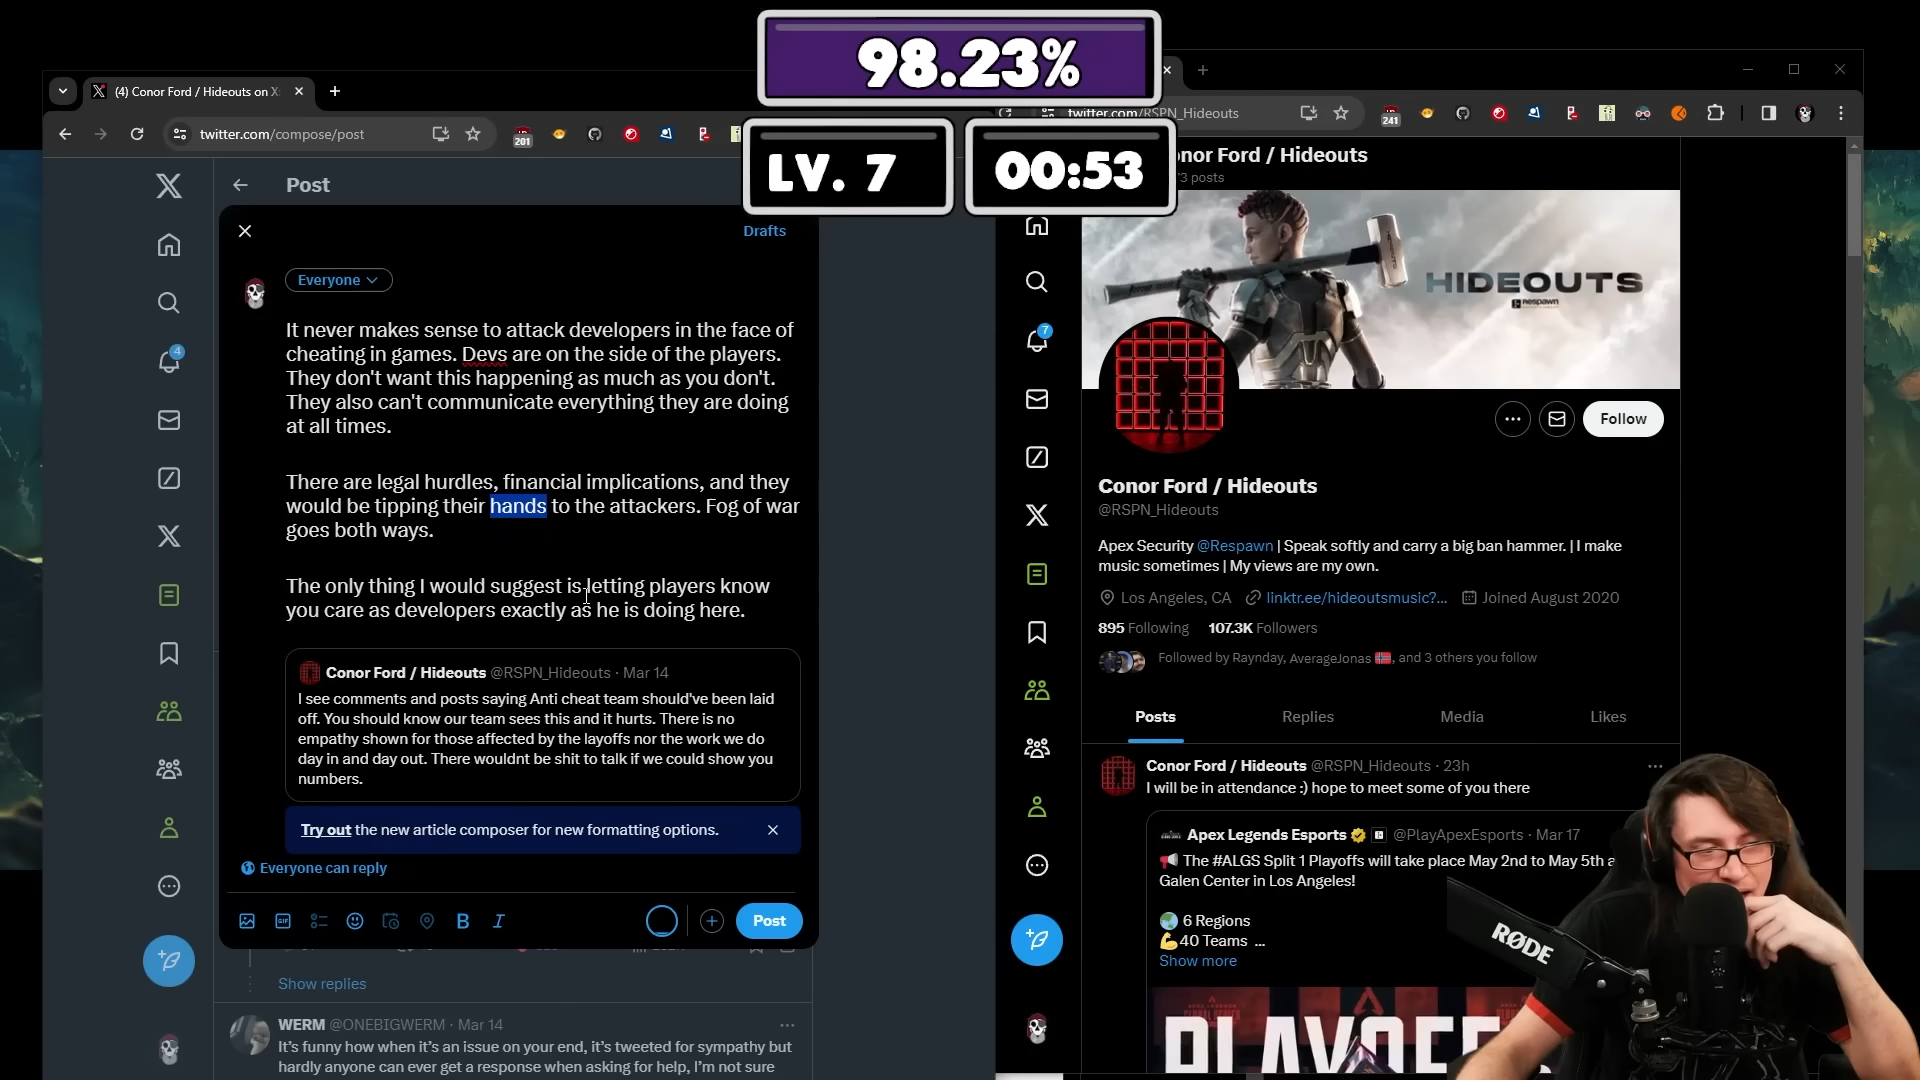 98.23%
LV. 7
00:53
(4) Conor Ford / Hideouts on X
twitter.com/compose/post
201
Post
4
Drafts
Everyone
It never makes sense to attack developers in the face of
cheating in games. Devs are on the side of the players.
They don't want this happening as much as you don't.
They also can't communicate everything they are doing
at all times.
There are legal hurdles, financial implications, and they
would be tipping their hands to the attackers. Fog of war
goes both ways.
The only thing I would suggest is letting players know
you care as developers exactly as he is doing here.
Conor Ford / Hideouts @RSPN_Hideouts · Mar 14
I see comments and posts saying Anti cheat team should've been laid
off. You should know our team sees this and it hurts. There is no
empathy shown for those affected by the layoffs nor the work we do
day in and day out. There wouldnt be shit to talk if we could show you
numbers.
Try out the new article composer for new formatting options.
Everyone can reply
GIF
B
I
Post
Show replies
WERM @ONEBIGWERM · Mar 14
It's funny how when it's an issue on your end, it's tweeted for sympathy but
hardly anyone can ever get a response when asking for help, I'm not sure
twitter.com/RSPN_Hideouts
241
onor Ford / Hideouts
73 posts
7
HIDEOUTS
Respawn
Follow
Conor Ford / Hideouts
@RSPN_Hideouts
Apex Security @Respawn | Speak softly and carry a big ban hammer. | I make
music sometimes | My views are my own.
Los Angeles, CA
linktr.ee/hideoutsmusic?...
Joined August 2020
895 Following
107.3K Followers
Followed by Raynday, AverageJonas 🇳🇴, and 3 others you follow
Posts
Replies
Media
Likes
Conor Ford / Hideouts @RSPN_Hideouts · 23h
I will be in attendance :) hope to meet some of you there
Apex Legends Esports @PlayApexEsports · Mar 17
📢 The #ALGS Split 1 Playoffs will take place May 2nd to May 5th a
Galen Center in Los Angeles!
🌎 6 Regions
💪40 Teams ...
Show more
PLAYOFF
RØDE